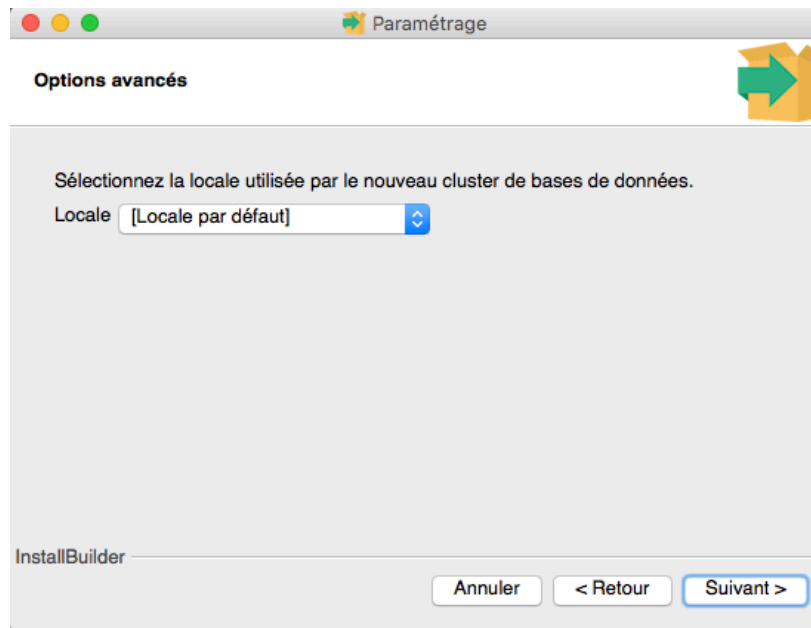 Paramétrage
Options avancés
Sélectionnez la locale utilisée par le nouveau cluster de bases de données.
Locale [Locale par défaut]
InstallBuilder
Annuler < Retour Suivant >